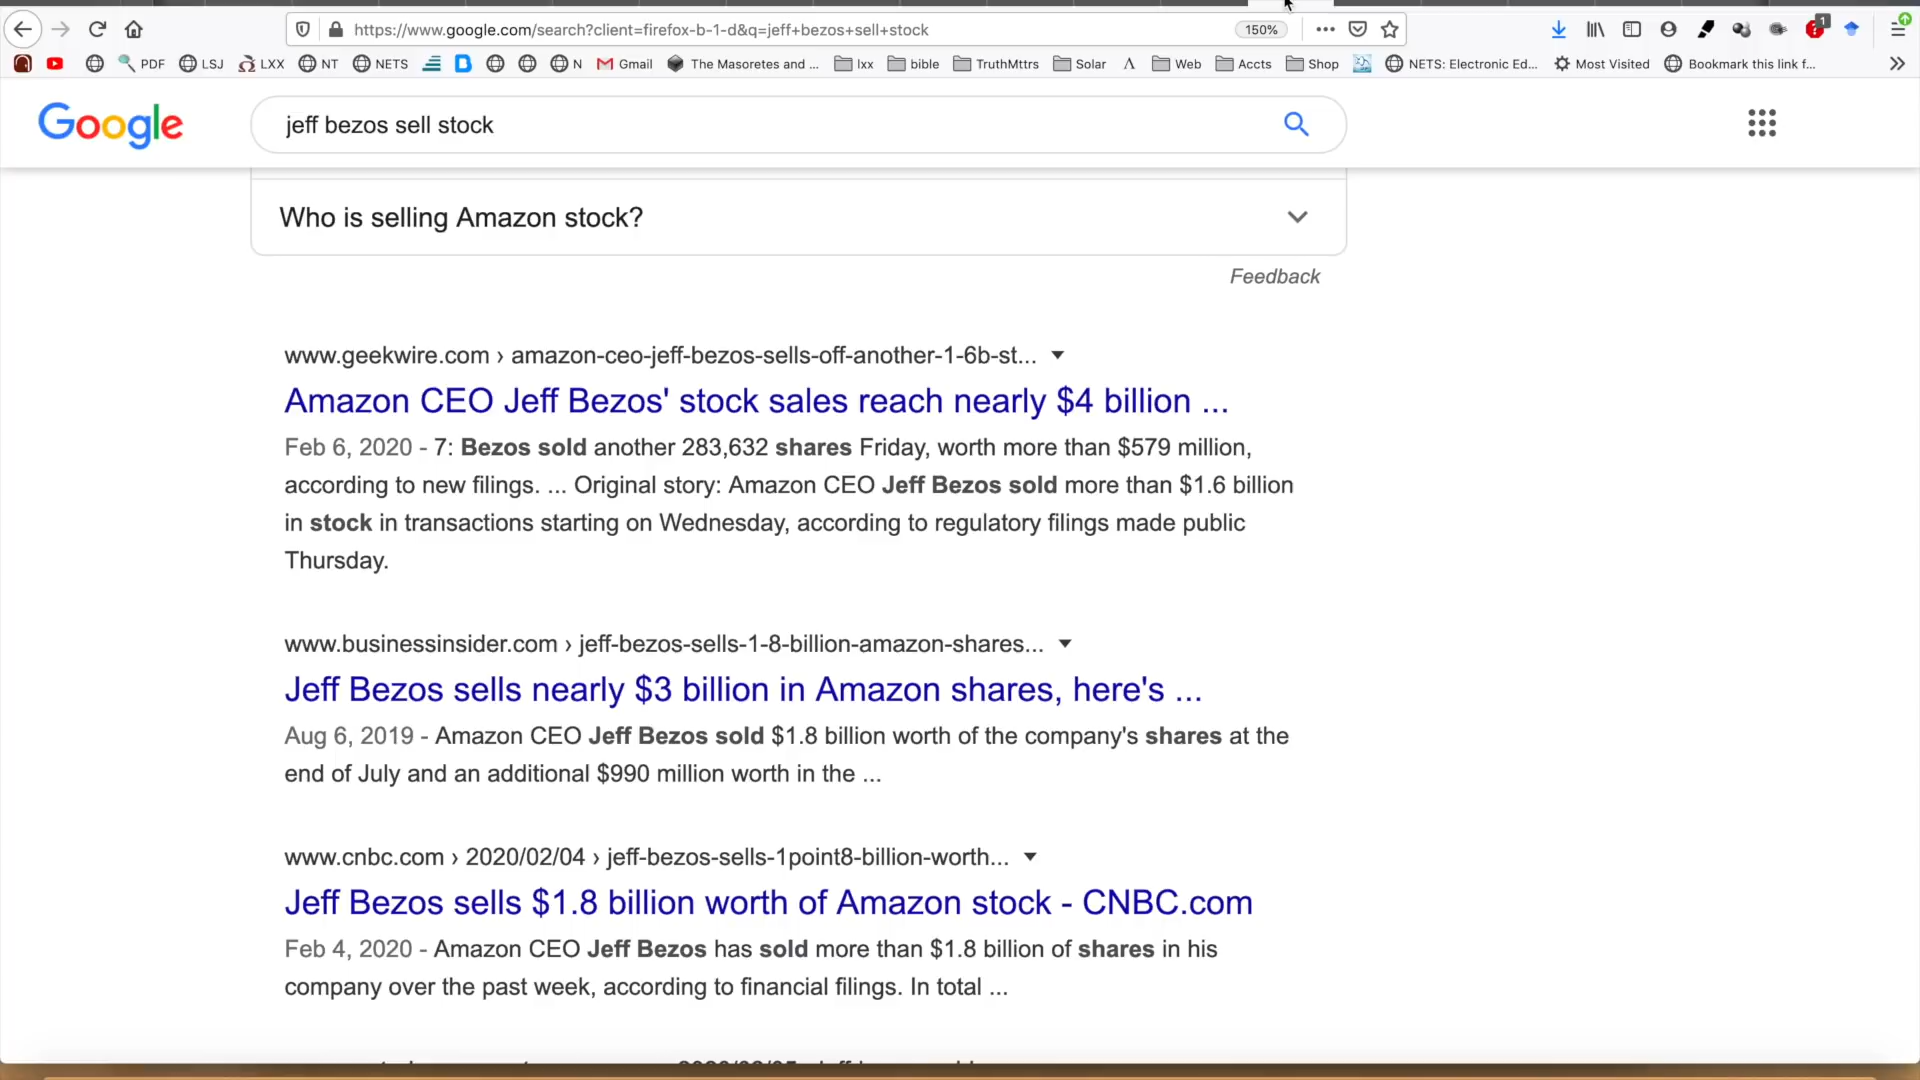 https://www.google.com/search?client=firefox-b-1-d&q=jeff+bezos+sell+stock
150%
1
PDF
LSJ
LXX
NT
NETS
N
Gmail
The Masoretes and ...
lxx
bible
TruthMttrs
Solar
Web
Accts
Shop
NETS: Electronic Ed...
Most Visited
Bookmark this link f...
Google
jeff bezos sell stock
Who is selling Amazon stock?
Feedback
www.geekwire.com › amazon-ceo-jeff-bezos-sells-off-another-1-6b-st...
Amazon CEO Jeff Bezos' stock sales reach nearly $4 billion ...
Feb 6, 2020 - 7: Bezos sold another 283,632 shares Friday, worth more than $579 million,
according to new filings. ... Original story: Amazon CEO Jeff Bezos sold more than $1.6 billion
in stock in transactions starting on Wednesday, according to regulatory filings made public
Thursday.
www.businessinsider.com › jeff-bezos-sells-1-8-billion-amazon-shares...
Jeff Bezos sells nearly $3 billion in Amazon shares, here's ...
Aug 6, 2019 - Amazon CEO Jeff Bezos sold $1.8 billion worth of the company's shares at the
end of July and an additional $990 million worth in the ...
www.cnbc.com › 2020/02/04 › jeff-bezos-sells-1point8-billion-worth...
Jeff Bezos sells $1.8 billion worth of Amazon stock - CNBC.com
Feb 4, 2020 - Amazon CEO Jeff Bezos has sold more than $1.8 billion of shares in his
company over the past week, according to financial filings. In total ...